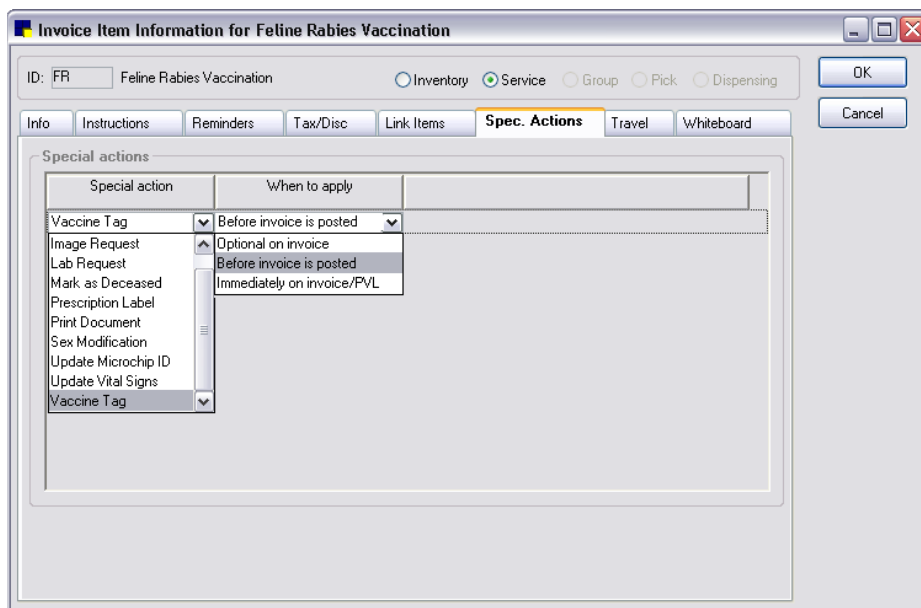 Invoice Item Information for Feline Rabies Vaccination
ID: FR Feline Rabies Vaccination Inventory Service Group Pick Dispensing
OK
Cancel
Info Instructions Reminders Tax/Disc Link Items Spec. Actions Travel Whiteboard
Special actions
Special action When to apply
Vaccine Tag Before invoice is posted
Image Request Optional on invoice
Lab Request Before invoice is posted
Mark as Deceased Immediately on invoice/PVL
Prescription Label
Print Document
Sex Modification
Update Microchip ID
Update Vital Signs
Vaccine Tag